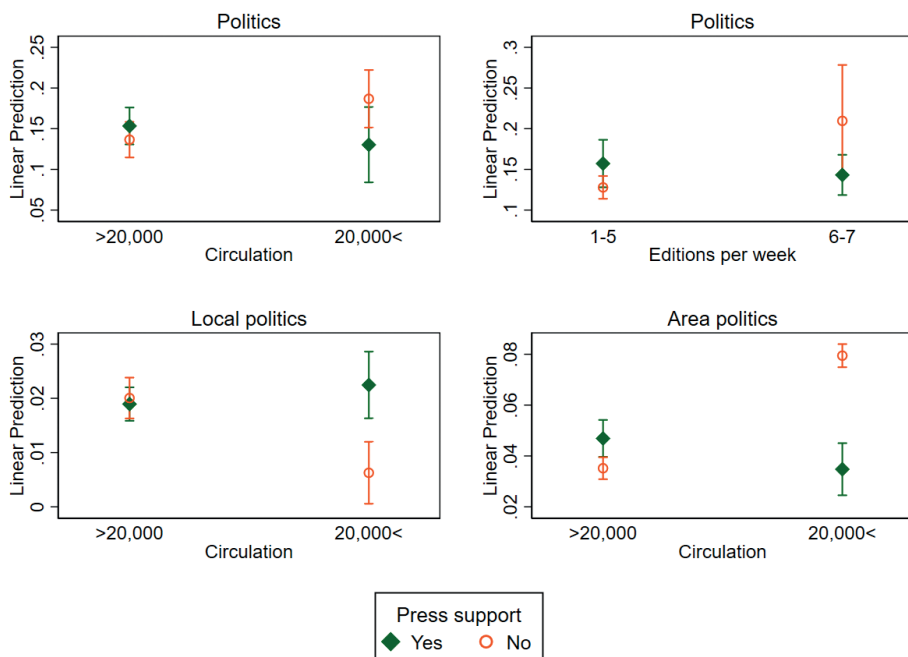 Politics
Linear Prediction
.25
.2
.15
.1
.05
>20,000 20,000<
Circulation
Politics
Linear Prediction
.3
.25
.2
.15
.1
1-5 6-7
Editions per week
Local politics
Linear Prediction
.03
.02
.01
0
>20,000 20,000<
Circulation
Area politics
Linear Prediction
.08
.06
.04
.02
>20,000 20,000<
Circulation
Press support
Yes No